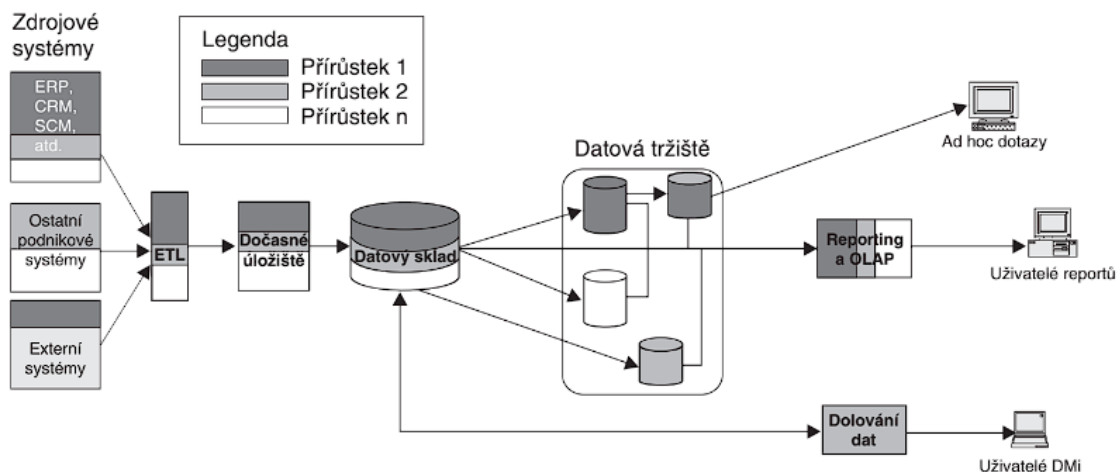 Zdrojové
systémy
Legenda
Přírůstek 1
Přírůstek 2
Přírůstek n
ERP,
CRM,
SCM,
atd.
Ostatní
podnikové
systémy
Externí
systémy
ETL
Dočasné
úložiště
Datový sklad
Datová tržiště
Ad hoc dotazy
Reporting
a OLAP
Uživatelé reportů
Dolování
dat
Uživatelé DMi